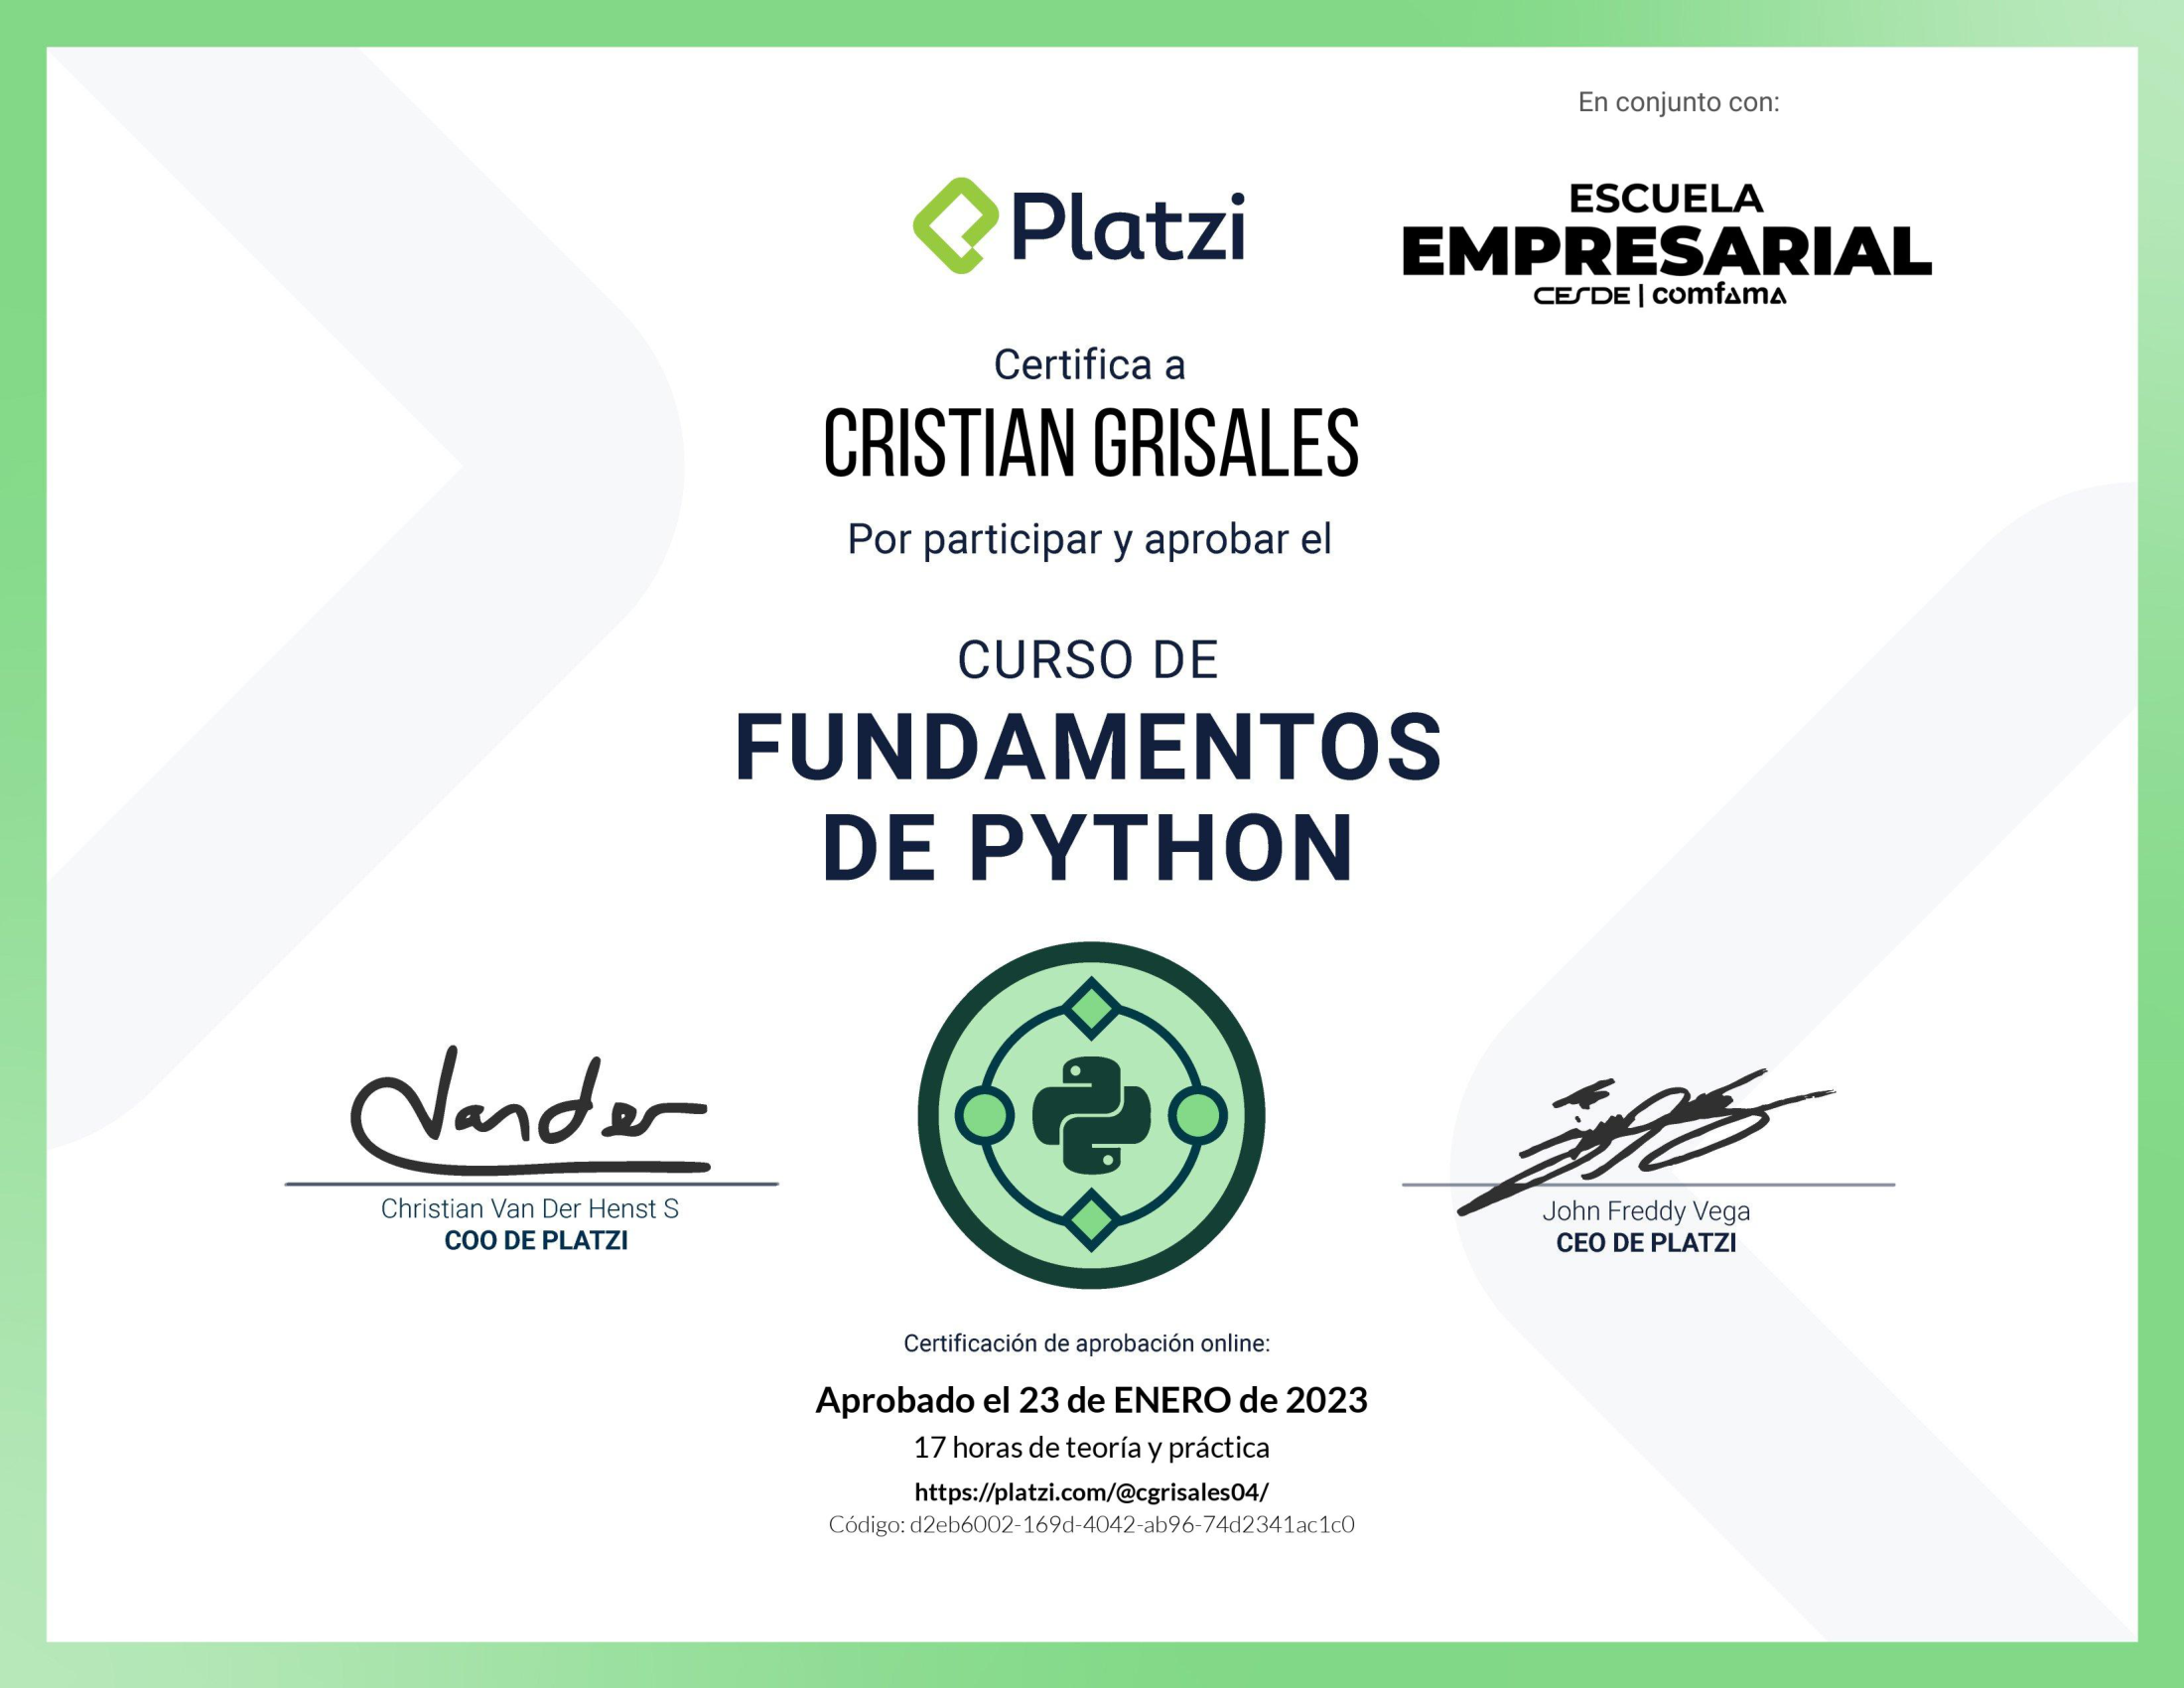 En conjunto con:
Platzi
ESCUELA
EMPRESARIAL
CESDE | comfama
Certifica a
CRISTIAN GRISALES
Por participar y aprobar el
CURSO DE
FUNDAMENTOS
DE PYTHON
Vander
Christian Van Der Henst S
COO DE PLATZI
John Freddy Vega
CEO DE PLATZI
Certificación de aprobación online:
Aprobado el 23 de ENERO de 2023
17 horas de teoría y práctica
https://platzi.com/@cgrisales04/
Código: d2eb6002-169d-4042-ab96-74d2341ac1c0